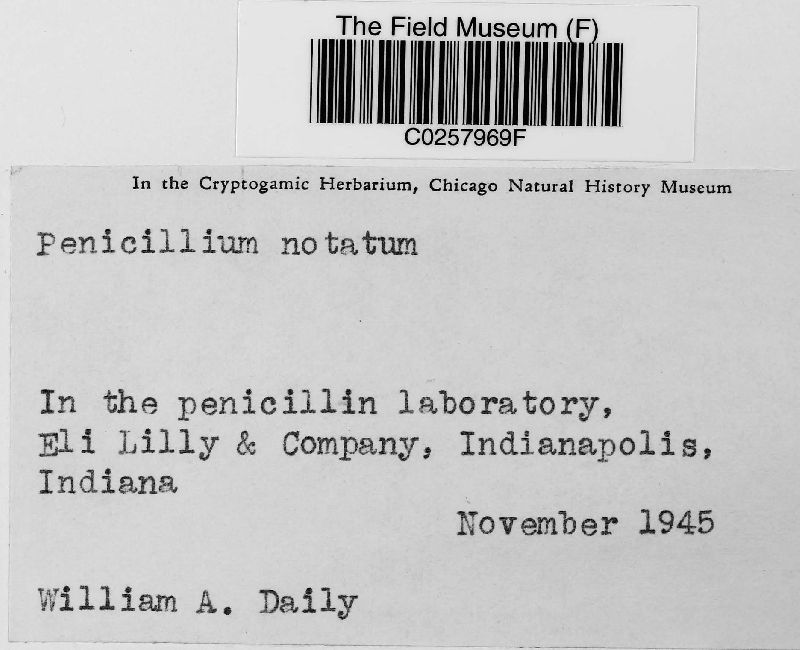 The Field Museum (F)
C0257969F
In the Cryptogamic Herbarium, Chicago Natural History Museum
Penicillium notatum
In the penicillin laboratory,
Eli Lilly & Company, Indianapolis,
Indiana
November 1945
William A. Daily